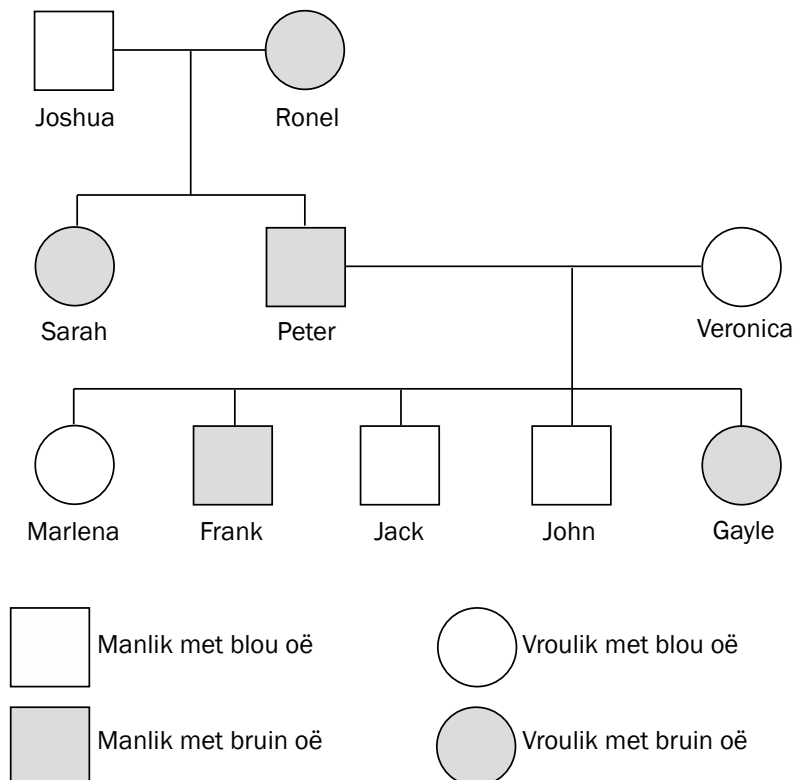 Joshua Ronel
Sarah Peter Veronica
Marlena Frank Jack John Gayle
Manlik met blou oë Vroulik met blou oë
Manlik met bruin oë Vroulik met bruin oë